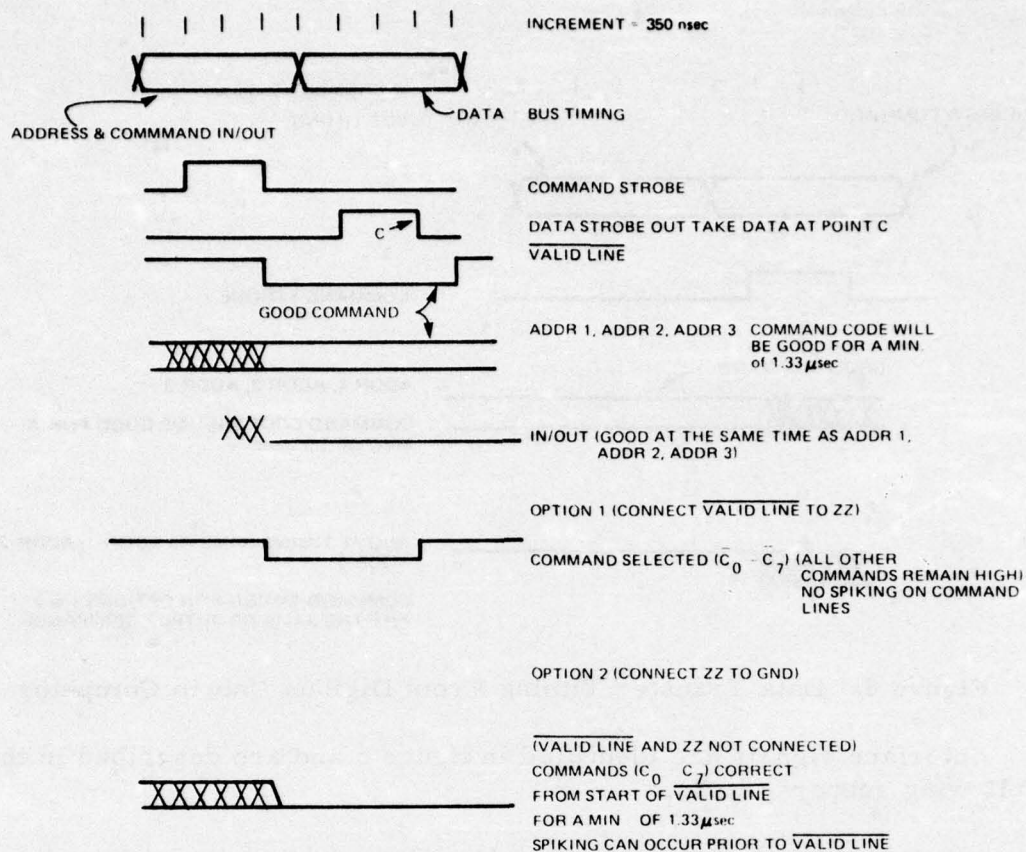 INCREMENT = 350 nsec
DATA BUS TIMING
ADDRESS & COMMMAND IN/OUT
COMMAND STROBE
DATA STROBE OUT TAKE DATA AT POINT C
C
VALID LINE
GOOD COMMAND
ADDR 1, ADDR 2, ADDR 3 COMMAND CODE WILL
BE GOOD FOR A MIN.
of 1.33 μsec
IN/OUT (GOOD AT THE SAME TIME AS ADDR 1,
ADDR 2, ADDR 3)
OPTION 1 (CONNECT VALID LINE TO ZZ)
COMMAND SELECTED (C̄0 - C̄7) (ALL OTHER
COMMANDS REMAIN HIGH)
NO SPIKING ON COMMAND
LINES
OPTION 2 (CONNECT ZZ TO GND)
(VALID LINE AND ZZ NOT CONNECTED)
COMMANDS (C0 C7) CORRECT
FROM START OF VALID LINE
FOR A MIN OF 1.33 μsec
SPIKING CAN OCCUR PRIOR TO VALID LINE